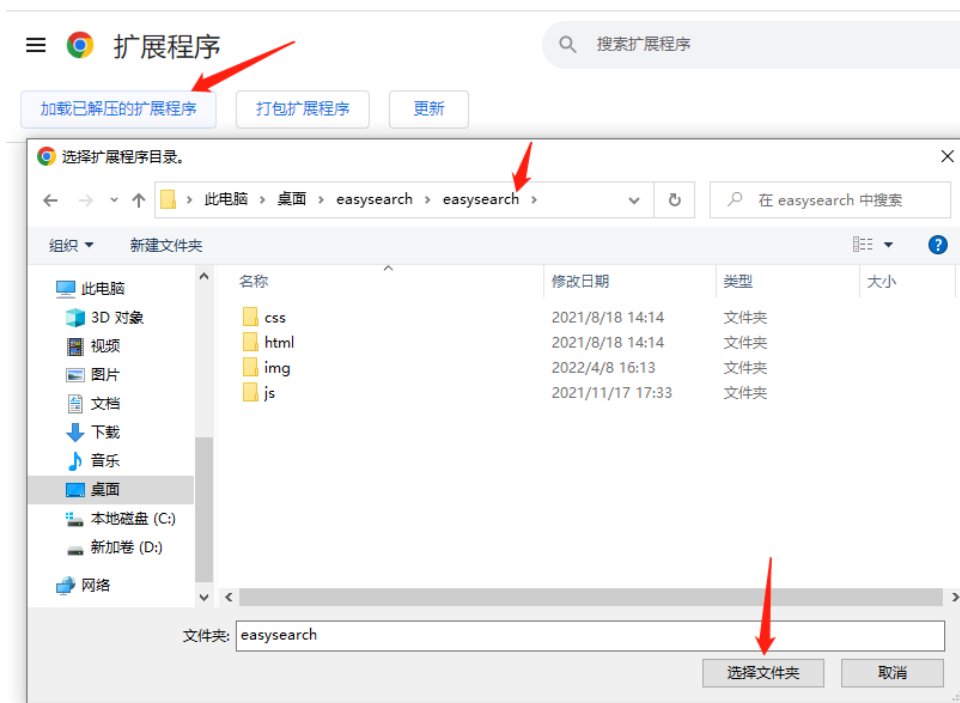 扩展程序
搜索扩展程序
加载已解压的扩展程序
打包扩展程序
更新
选择扩展程序目录。
此电脑 > 桌面 > easysearch > easysearch >
在 easysearch 中搜索
组织
新建文件夹
名称
修改日期
类型
大小
此电脑
3D 对象
视频
图片
文档
下载
音乐
桌面
本地磁盘 (C:)
新加卷 (D:)
网络
css 2021/8/18 14:14 文件夹
html 2021/8/18 14:14 文件夹
img 2022/4/8 16:13 文件夹
js 2021/11/17 17:33 文件夹
文件夹: easysearch
选择文件夹
取消